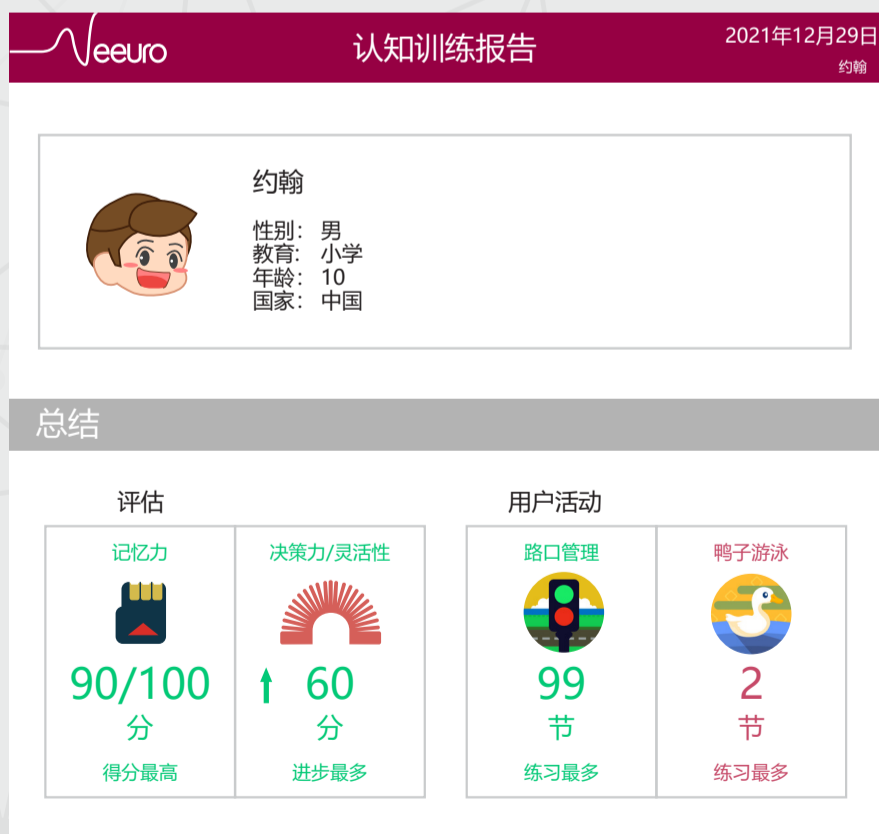 Neeuro
认知训练报告
2021年12月29日
约翰
约翰
性别： 男
教育: 小学
年龄： 10
国家： 中国
总结
评估
用户活动
记忆力
决策力/灵活性
路口管理
鸭子游泳
90/100
60
99
2
分
分
节
节
得分最高
进步最多
练习最多
练习最多